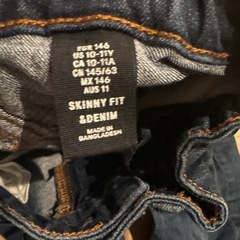 EUR 146
US 10-11Y
CA 10-11A
CN 145/63
MX 146
AUS 11
SKINNY FIT
&DENIM
MADE IN
BANGLADESH